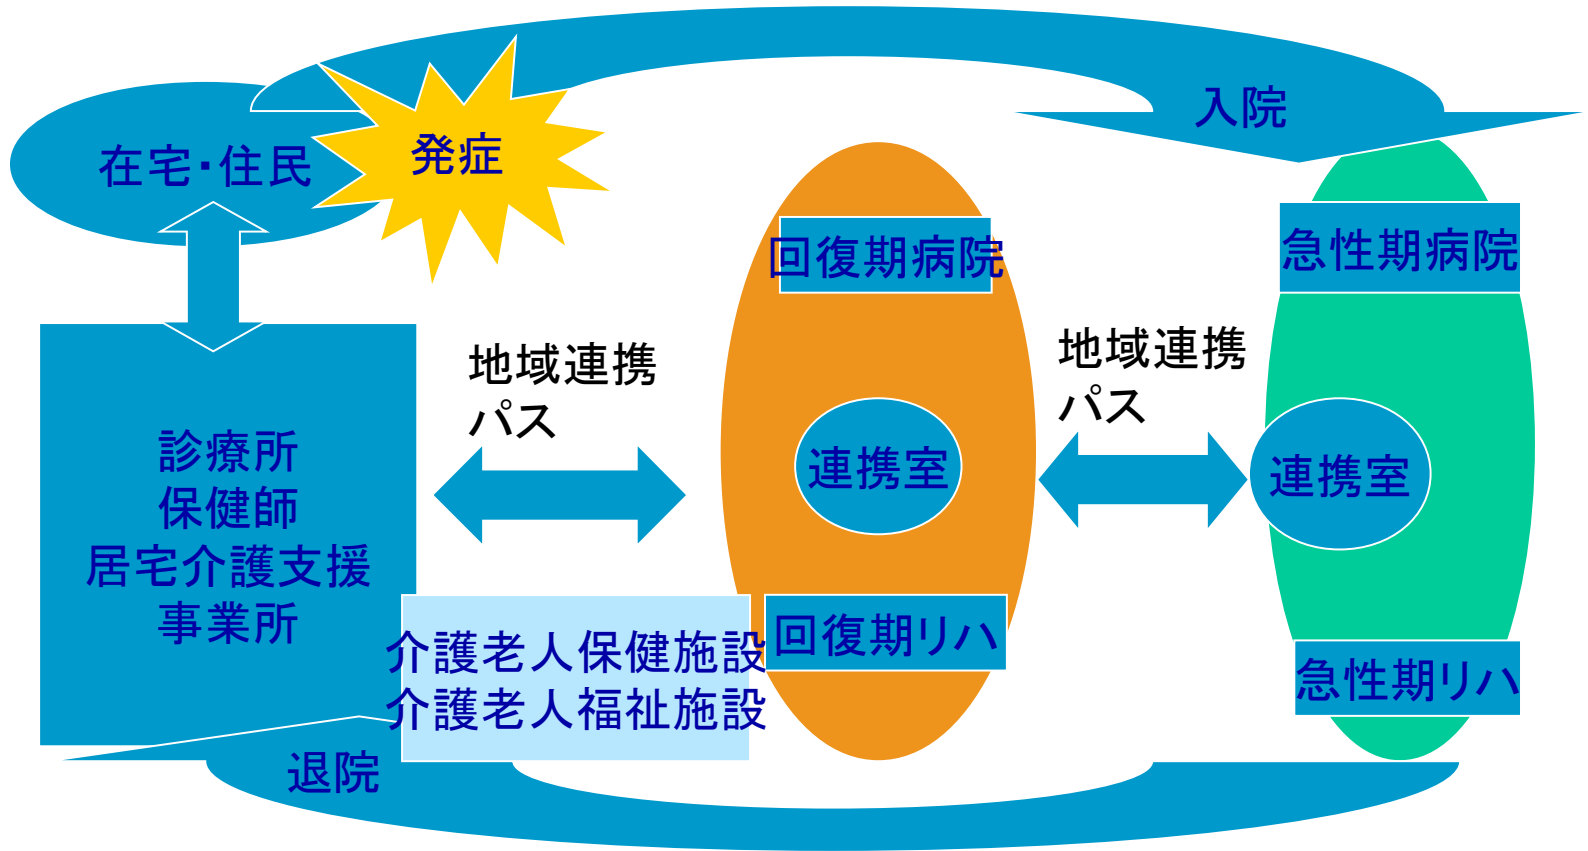 入院
発症
在宅・住民
回復期病院
急性期病院
地域連携
パス
地域連携
パス
診療所
保健師
居宅介護支援
事業所
連携室
連携室
介護老人保健施設
介護老人福祉施設
回復期リハ
急性期リハ
退院